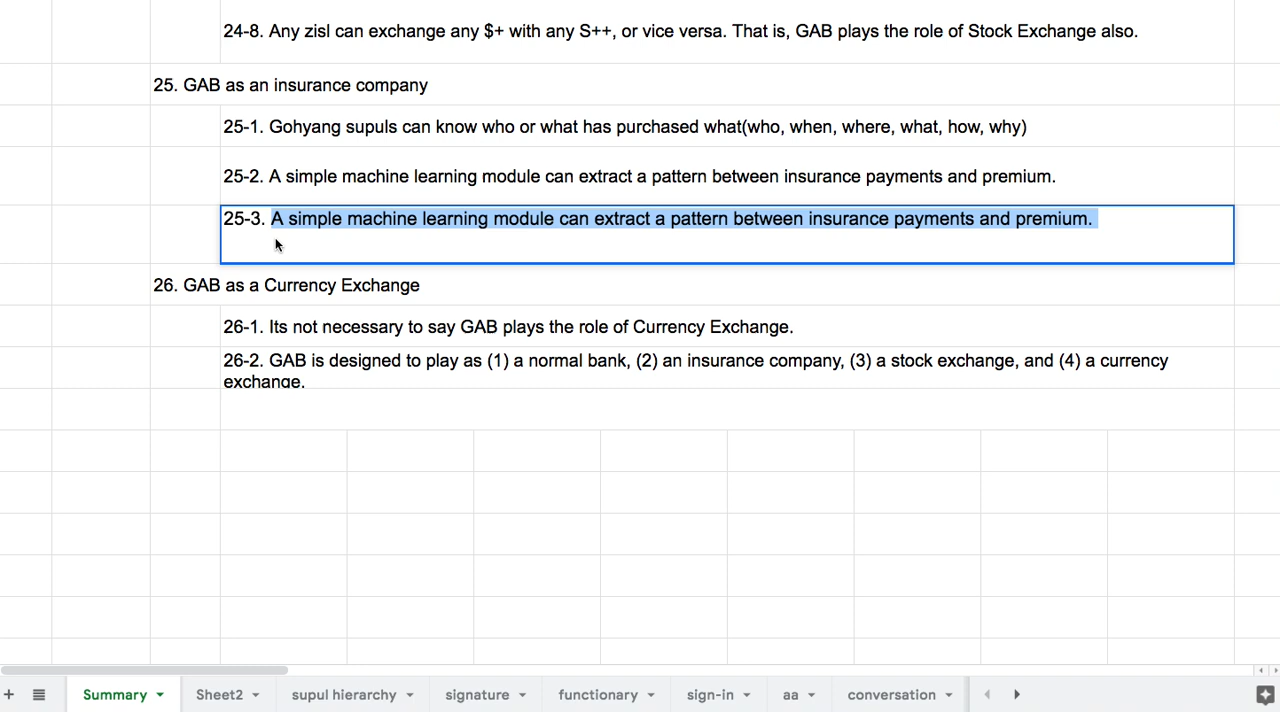 24-8. Any zisl can exchange any $+ with any S++, or vice versa. That is, GAB plays the role of Stock Exchange also.
25. GAB as an insurance company
25-1. Gohyang supuls can know who or what has purchased what(who, when, where, what, how, why)
25-2. A simple machine learning module can extract a pattern between insurance payments and premium.
25-3. A simple machine learning module can extract a pattern between insurance payments and premium.
26. GAB as a Currency Exchange
26-1. Its not necessary to say GAB plays the role of Currency Exchange.
26-2. GAB is designed to play as (1) a normal bank, (2) an insurance company, (3) a stock exchange, and (4) a currency
exchange.
Summary
Sheet2
supul hierarchy
signature
functionary
sign-in
aa
conversation